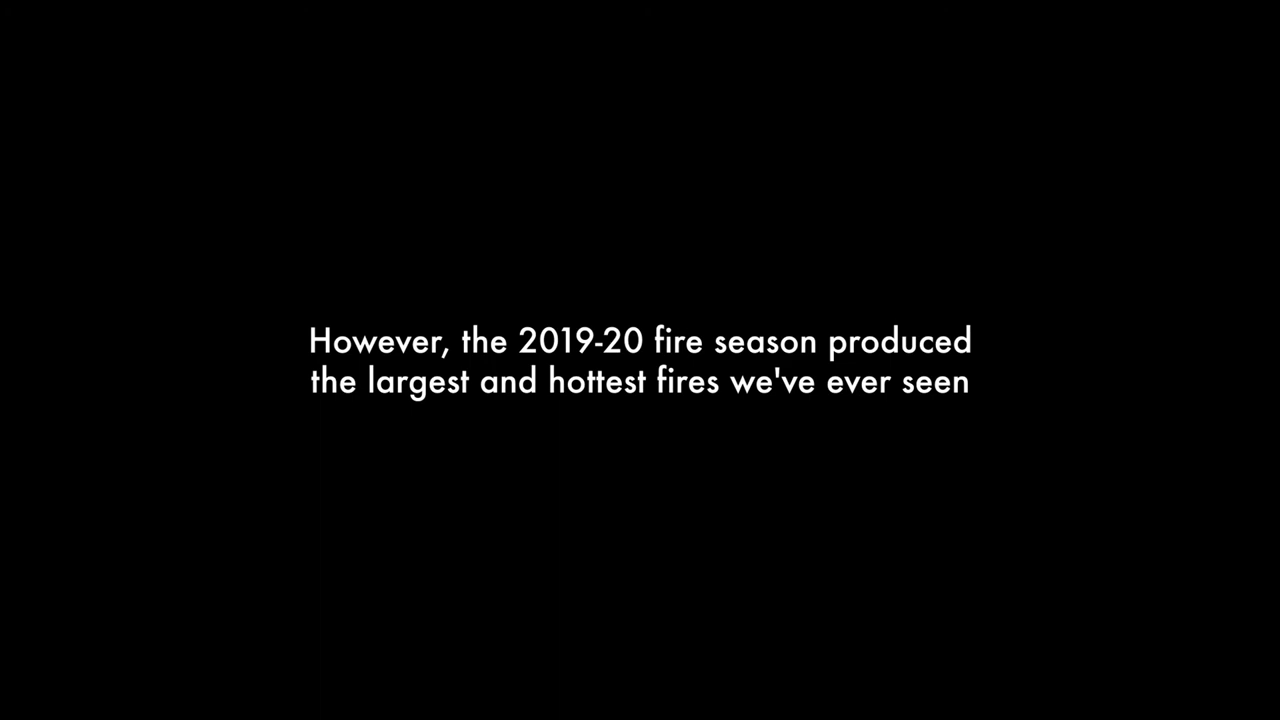 However, the 2019-20 fire season produced
the largest and hottest fires we've ever seen